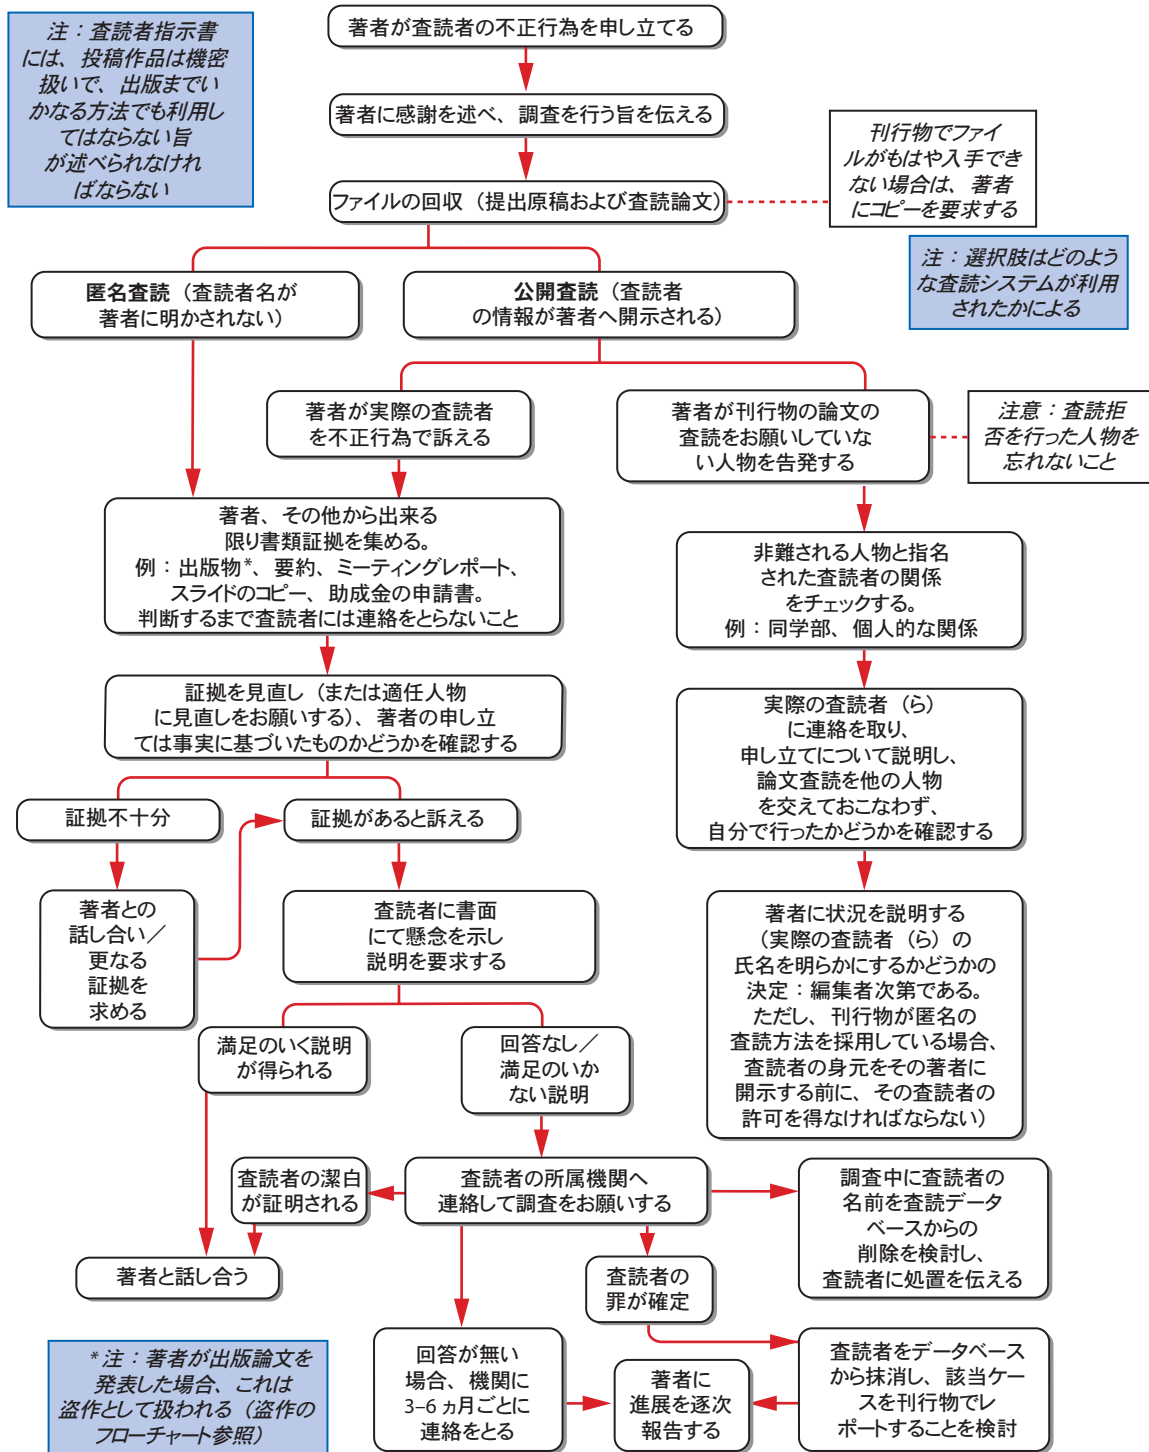 注：査読者指示書
には、投稿作品は機密
扱いで、出版までい
かなる方法でも利用し
てはならない旨
が述べられなけれ
ばならない
著者が査読者の不正行為を申し立てる
著者に感謝を述べ、調査を行う旨を伝える
ファイルの回収（提出原稿および査読論文）
刊行物でファイ
ルがもはや入手でき
ない場合は、著者
にコピーを要求する
注：選択肢はどのよう
な査読システムが利用
されたかによる
匿名査読（査読者名が
著者に明かされない）
公開査読（査読者
の情報が著者へ開示される）
著者が実際の査読者
を不正行為で訴える
著者が刊行物の論文の
査読をお願いしていな
い人物を告発する
注意：査読拒
否を行った人物を
忘れないこと
著者、その他から出来る
限り書類証拠を集める。
例：出版物*、要約、ミーティングレポート、
スライドのコピー、助成金の申請書。
判断するまで査読者には連絡をとらないこと
非難される人物と指名
された査読者の関係
をチェックする。
例：同学部、個人的な関係
証拠を見直し（または適任人物
に見直しをお願いする）、著者の申し立
ては事実に基づいたものかどうかを確認する
実際の査読者（ら）
に連絡を取り、
申し立てについて説明し、
論文査読を他の人物
を交えておこなわず、
自分で行ったかどうかを確認する
証拠不十分
証拠があると訴える
著者との
話し合い／
更なる
証拠を
求める
査読者に書面
にて懸念を示し
説明を要求する
著者に状況を説明する
（実際の査読者（ら）の
氏名を明らかにするかどうかの
決定：編集者次第である。
ただし、刊行物が匿名の
査読方法を採用している場合、
査読者の身元をその著者に
開示する前に、その査読者の
許可を得なければならない）
満足のいく説明
が得られる
回答なし／
満足のいか
ない説明
査読者の潔白
が証明される
査読者の所属機関へ
連絡して調査をお願いする
調査中に査読者の
名前を査読データ
ベースからの
削除を検討し、
査読者に処置を伝える
著者と話し合う
査読者の
罪が確定
*注：著者が出版論文を
発表した場合、これは
盗作として扱われる（盗作の
フローチャート参照）
回答が無い
場合、機関に
3–6 ヵ月ごとに
連絡をとる
著者に
進展を逐次
報告する
査読者をデータベース
から抹消し、該当ケー
スを刊行物でレ
ポートすることを検討